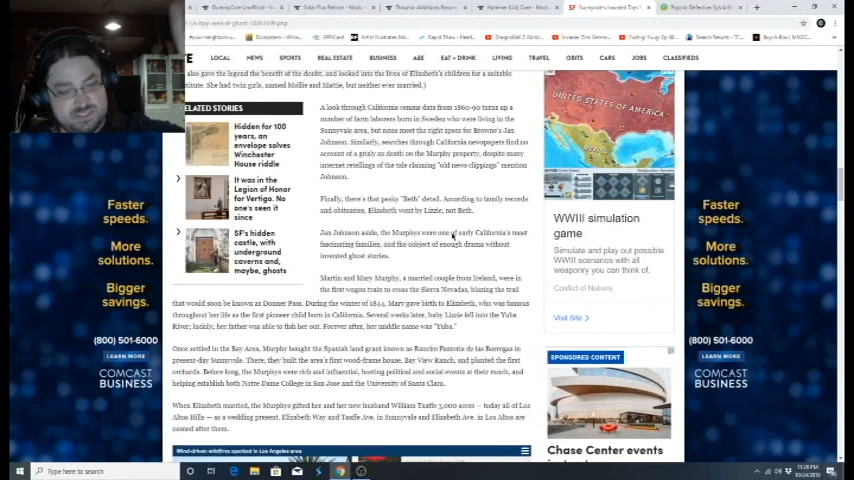 Sunnyvale's haunted Toys
SF
STE
LOCAL NEWS SPORTS REAL ESTATE BUSINESS A&E EAT + DRINK LIVING TRAVEL OBITS CARS JOBS CLASSIFIEDS
also gave the legend the benefit of the doubt, and looked into the lives of Elizabeth's children for a suitable
(She had twin girls, named Mollie and Mattie, but neither ever married.)
RELATED STORIES
Hidden for 100
years, an
envelope solves
Winchester
House riddle
It was in the
Legion of Honor
for Vertigo. No
one's seen it
since
SF's hidden
castle, with
underground
caverns and,
maybe, ghosts
A look through California census data from 1860-90 turns up a
number of farm laborers born in Sweden who were living in the
Sunnyvale area, but none meet the right specs for Browne's Jan
Johnson. Similarly, searches through California newspapers find no
account of a grisly ax death on the Murphy property, despite many
internet retellings of the tale claiming "old news clippings" mention
Johnson.
Finally, there's that pesky "Beth" detail. According to family records
and obituaries, Elizabeth went by Lizzie, not Beth.
Jan Johnson aside, the Murphys were one of early California's most
fascinating families, and the subject of enough drama without
invented ghost stories.
Martin and Mary Murphy, a married couple from Ireland, were in
the first wagon train to cross the Sierra Nevadas, blazing the trail
that would soon be known as Donner Pass. During the winter of 1844, Mary gave birth to Elizabeth, who was famous
throughout her life as the first pioneer child born in California. Several weeks later, baby Lizzie fell into the Yuba
River; luckily, her father was able to fish her out. Forever after, her middle name was "Yuba."
Once settled in the Bay Area, Murphy bought the Spanish land grant known as Rancho Pastoria de las Borregas in
present-day Sunnyvale. There, they built the area's first wood-frame house, Bay View Ranch, and planted the first
orchards. Before long, the Murphys were rich and influential, hosting political and social events at their ranch, and
helping establish both Notre Dame College in San Jose and the University of Santa Clara.
When Elizabeth married, the Murphys gifted her and her new husband William Taaffe 3,000 acres — today all of Los
Altos Hills — as a wedding present. Elizabeth Way and Taaffe Ave. in Sunnyvale and Elizabeth Ave. in Los Altos are
named after them.
Wind-driven wildfires sparked in Los Angeles area
UNITED STATES OF AMERICA
MEXICO
WWIII simulation
game
Simulate and play out possible
WWIII scenarios with all
weaponry you can think of.
Conflict of Nations
Visit Site
SPONSORED CONTENT
Chase Center events
Faster
speeds.
More
solutions.
Bigger
savings.
(800) 501-6000
LEARN MORE
COMCAST
BUSINESS
Faster
speeds.
More
solutions.
Bigger
savings.
(800) 501-6000
LEARN MORE
COMCAST
BUSINESS
Type here to search
11:28 PM
10/24/2019